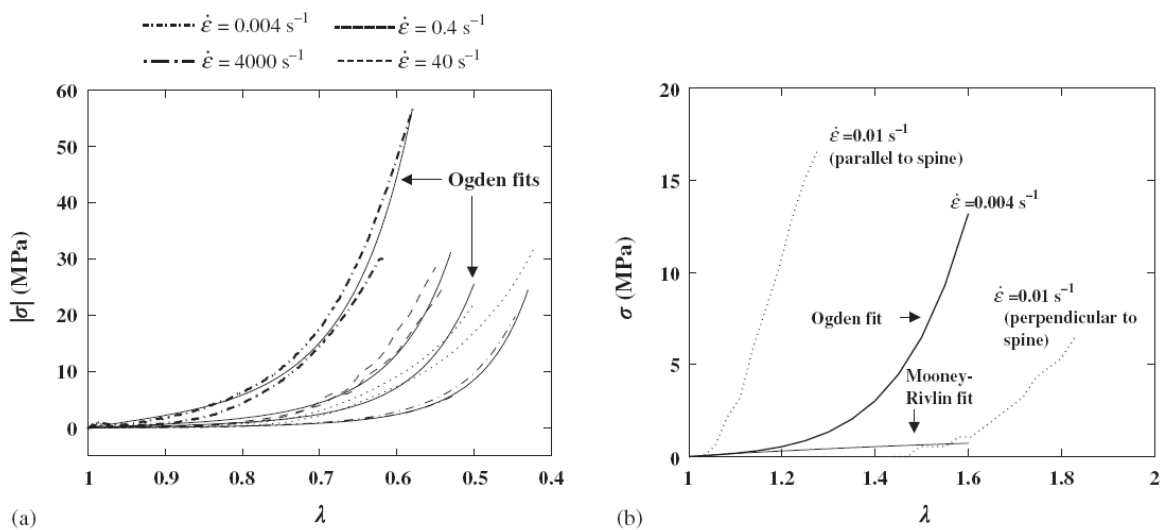 ε̇ = 0.004 s⁻¹ ε̇ = 0.4 s⁻¹
ε̇ = 4000 s⁻¹ ε̇ = 40 s⁻¹
60
50
40
30
20
10
0
|σ| (MPa)
Ogden fits
1 0.9 0.8 0.7 0.6 0.5 0.4
λ
(a)
20
15
10
5
0
σ (MPa)
ε̇ =0.01 s⁻¹
(parallel to spine)
ε̇ =0.004 s⁻¹
ε̇ =0.01 s⁻¹
(perpendicular to
spine)
Ogden fit
Mooney-
Rivlin fit
1 1.2 1.4 1.6 1.8 2
λ
(b)